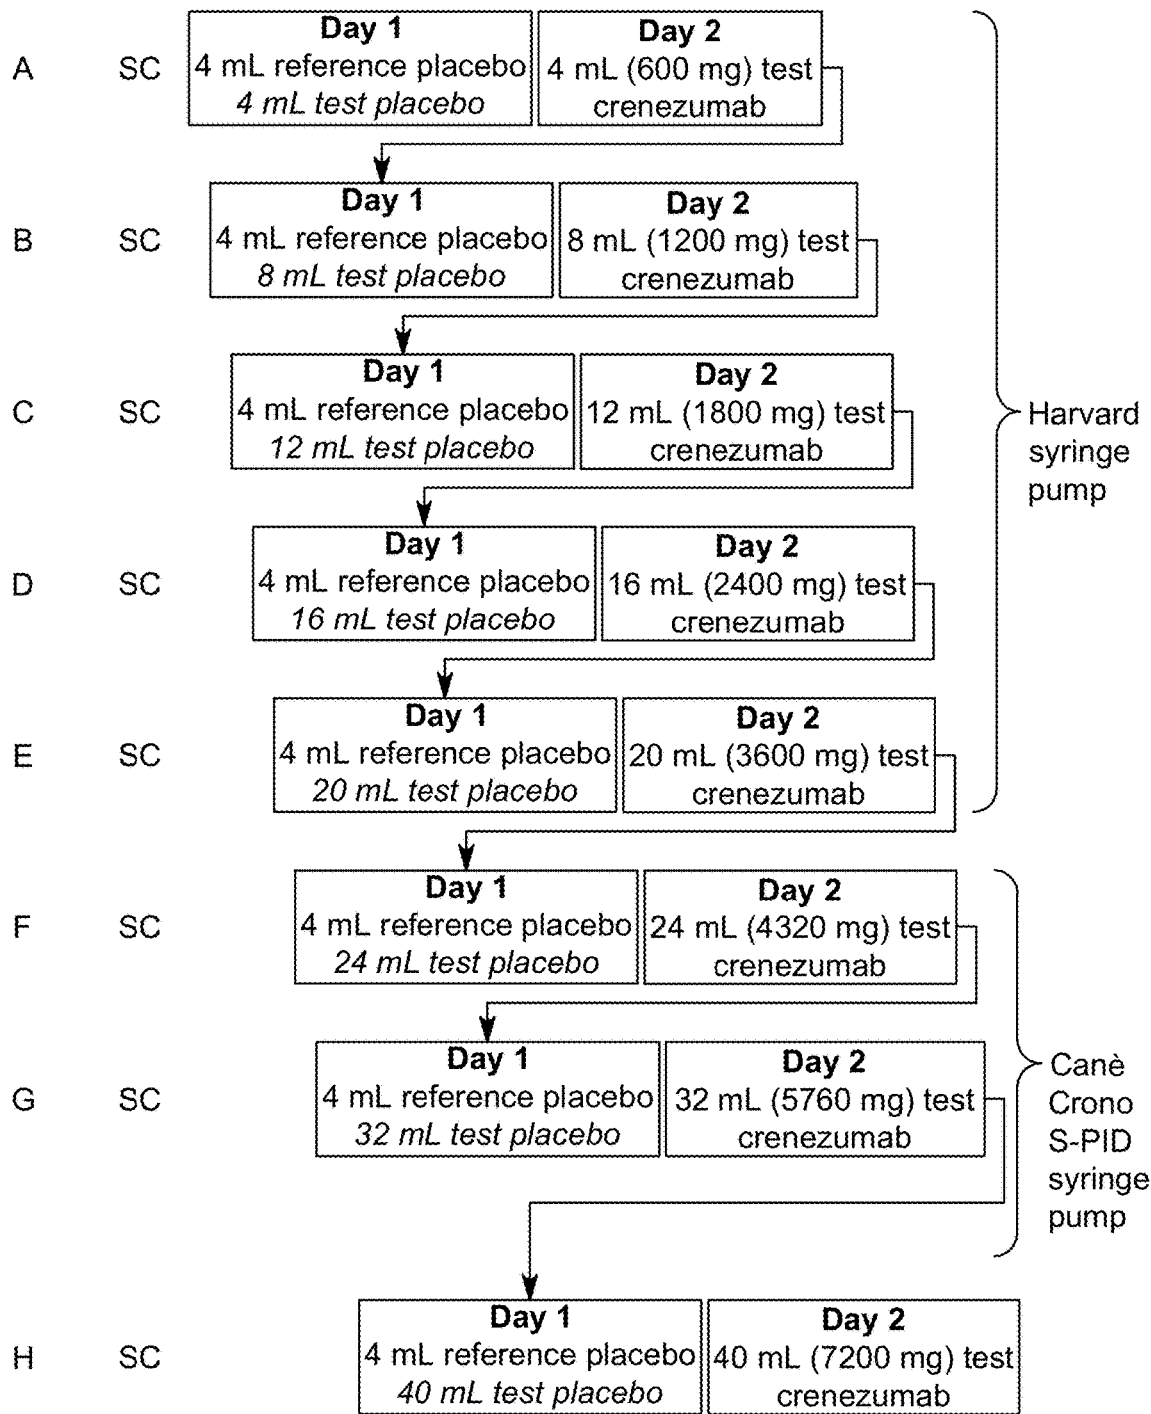 Day 1
Day 2
A
SC
4 mL reference placebo
4 mL test placebo
4 mL (600 mg) test
crenezumab
Day 1
Day 2
B
SC
4 mL reference placebo
8 mL test placebo
8 mL (1200 mg) test
crenezumab
Day 1
Day 2
C
SC
4 mL reference placebo
12 mL test placebo
12 mL (1800 mg) test
crenezumab
Harvard
syringe
pump
Day 1
Day 2
D
SC
4 mL reference placebo
16 mL test placebo
16 mL (2400 mg) test
crenezumab
Day 1
Day 2
E
SC
4 mL reference placebo
20 mL test placebo
20 mL (3600 mg) test
crenezumab
Day 1
Day 2
F
SC
4 mL reference placebo
24 mL test placebo
24 mL (4320 mg) test
crenezumab
Day 1
Day 2
G
SC
4 mL reference placebo
32 mL test placebo
32 mL (5760 mg) test
crenezumab
Canè
Crono
S-PID
syringe
pump
Day 1
Day 2
H
SC
4 mL reference placebo
40 mL test placebo
40 mL (7200 mg) test
crenezumab